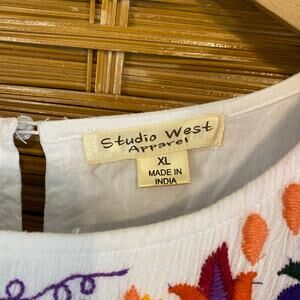 Studio West
Apparel
XL
MADE IN
INDIA